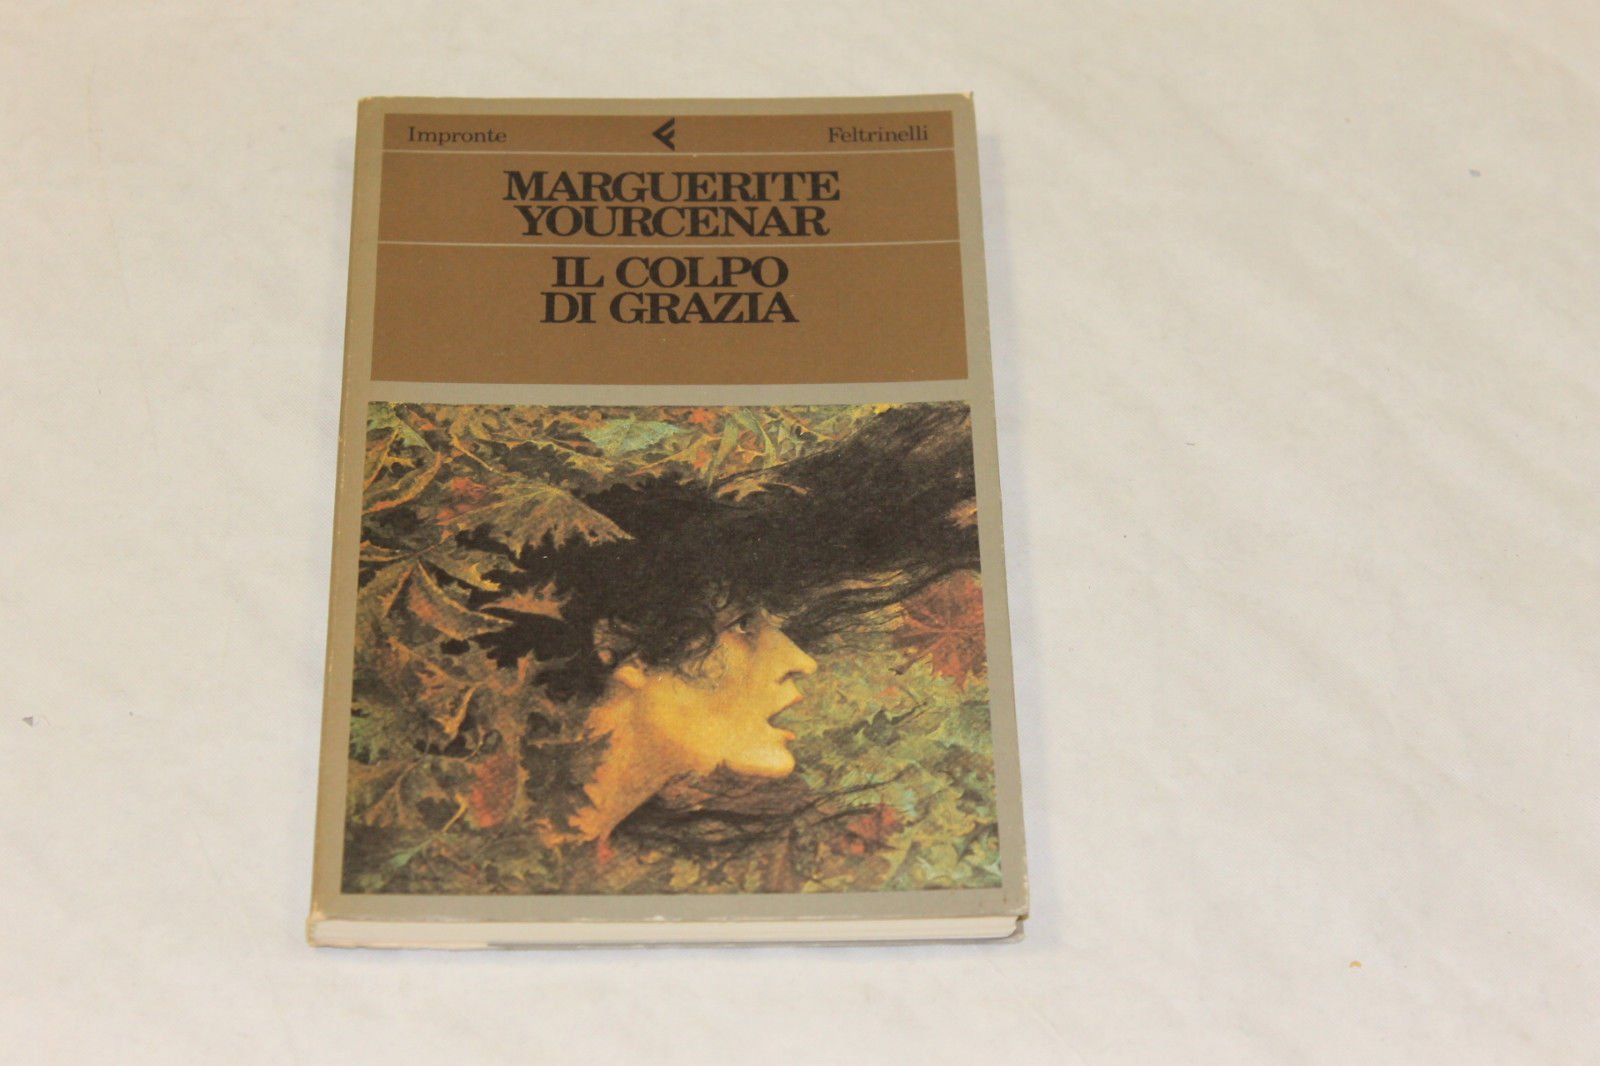 Impronte Feltrinelli
MARGUERITE
YOURCENAR
IL COLPO
DI GRAZIA